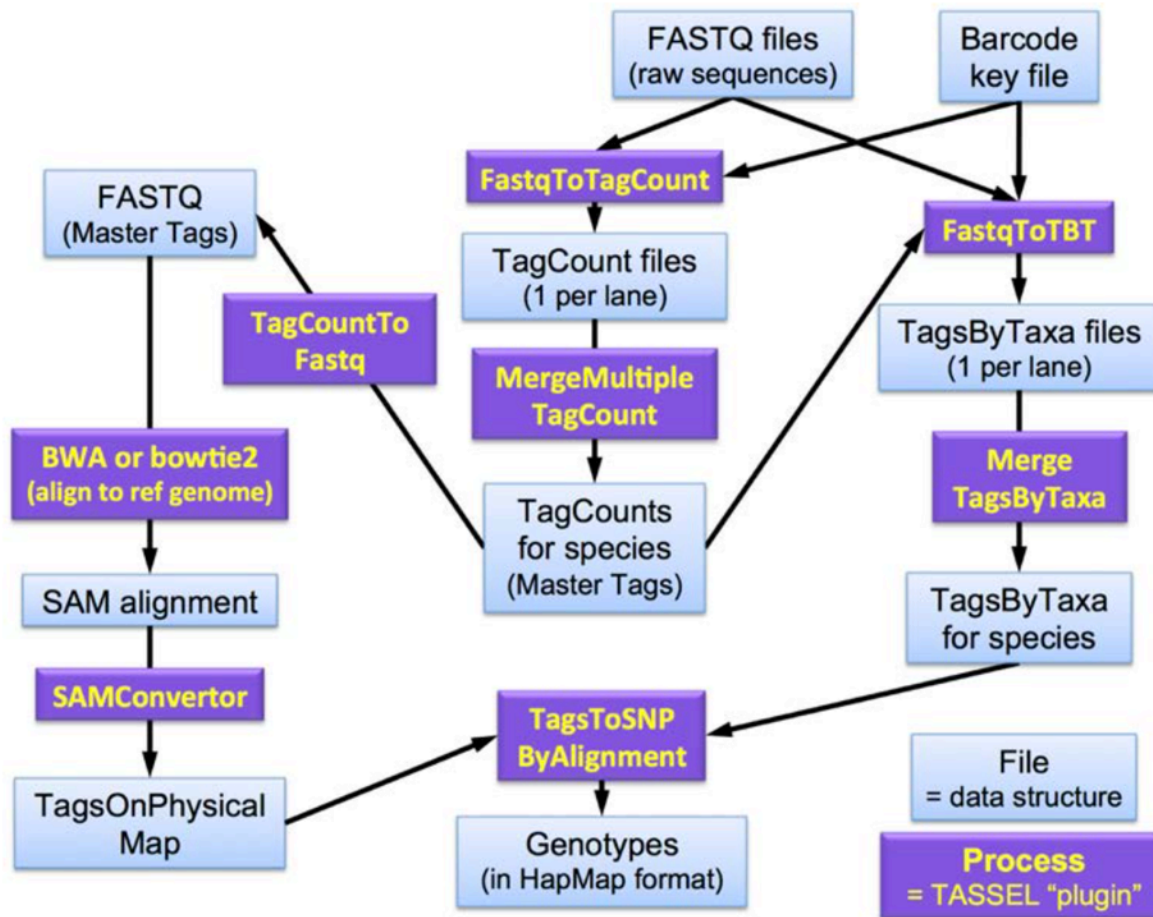 FASTQ files
(raw sequences)
Barcode
key file
FastqToTagCount
FASTQ
(Master Tags)
FastqToTBT
TagCount files
(1 per lane)
TagCountTo
Fastq
TagsByTaxa files
(1 per lane)
MergeMultiple
TagCount
BWA or bowtie2
(align to ref genome)
Merge
TagsByTaxa
TagCounts
for species
(Master Tags)
SAM alignment
TagsByTaxa
for species
SAMConvertor
TagsToSNP
ByAlignment
File
= data structure
TagsOnPhysical
Map
Genotypes
(in HapMap format)
Process
= TASSEL “plugin”